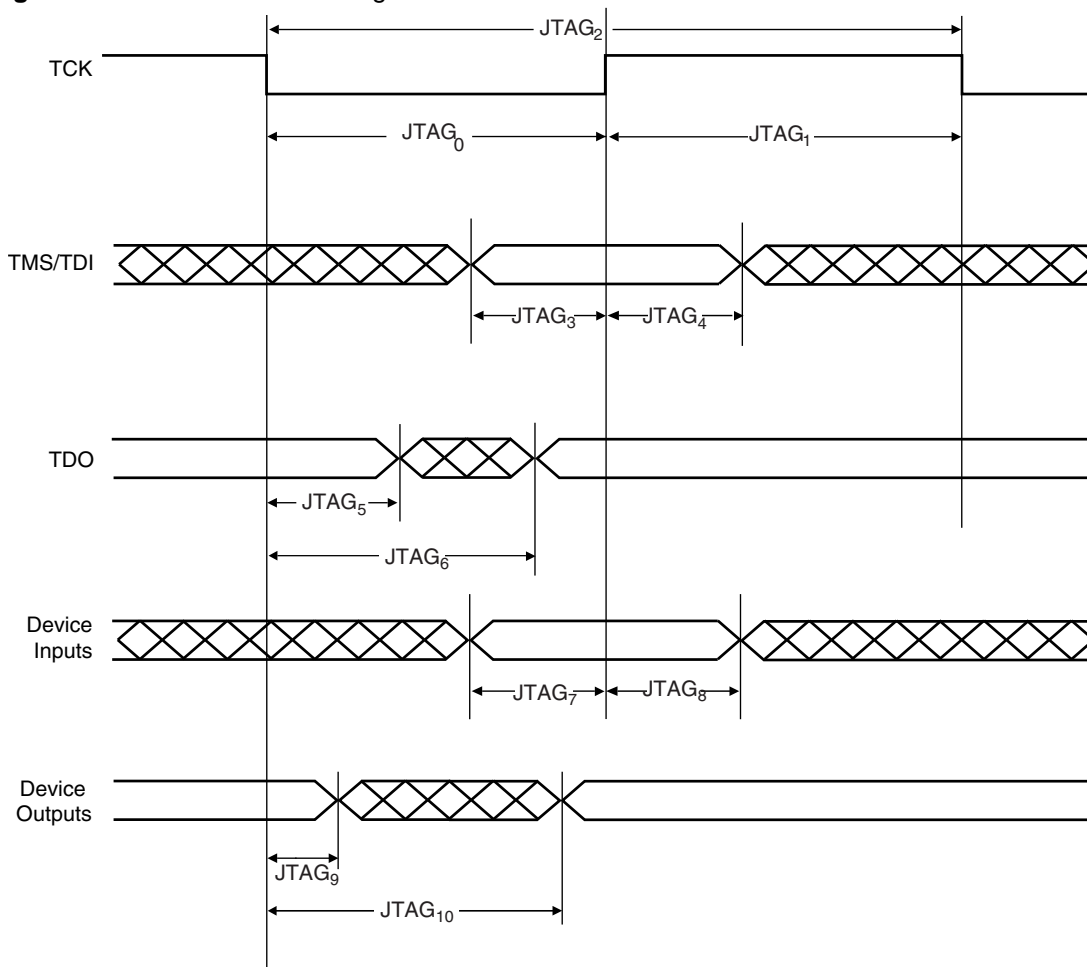 JTAG₂
TCK
JTAG₀
JTAG₁
TMS/TDI
JTAG₃
JTAG₄
TDO
JTAG₅
JTAG₆
Device
Inputs
JTAG₇
JTAG₈
Device
Outputs
JTAG₉
JTAG₁₀